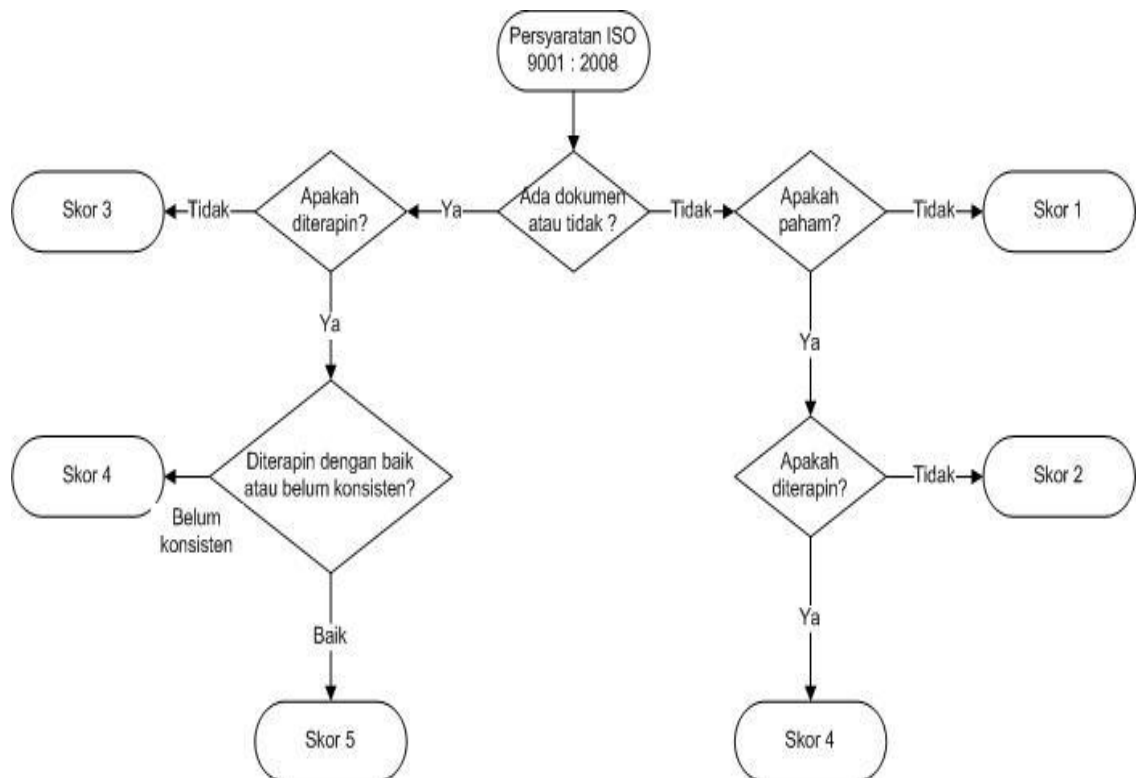 Persyaratan ISO
9001 : 2008
Ada dokumen
atau tidak ?
Ya
Tidak
Apakah
diterapin?
Tidak
Skor 3
Apakah
paham?
Tidak
Skor 1
Ya
Ya
Diterapin dengan baik
atau belum konsisten?
Skor 4
Belum
konsisten
Apakah
diterapin?
Tidak
Skor 2
Baik
Ya
Skor 5
Skor 4